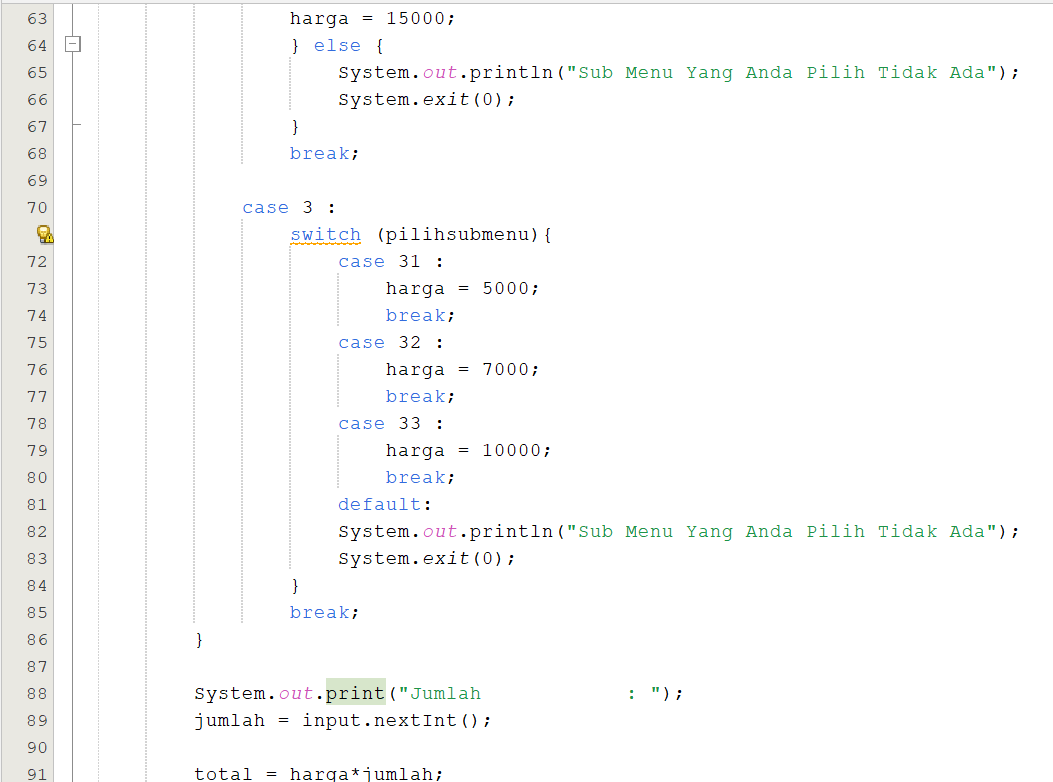 63 harga = 15000;
64 } else {
65 System.out.println("Sub Menu Yang Anda Pilih Tidak Ada");
66 System.exit(0);
67 }
68 break;
69
70 case 3 :
switch (pilihsubmenu){
72 case 31 :
73 harga = 5000;
74 break;
75 case 32 :
76 harga = 7000;
77 break;
78 case 33 :
79 harga = 10000;
80 break;
81 default:
82 System.out.println("Sub Menu Yang Anda Pilih Tidak Ada");
83 System.exit(0);
84 }
85 break;
86 }
87
88 System.out.print("Jumlah            : ");
89 jumlah = input.nextInt();
90
91 total = harga*jumlah;